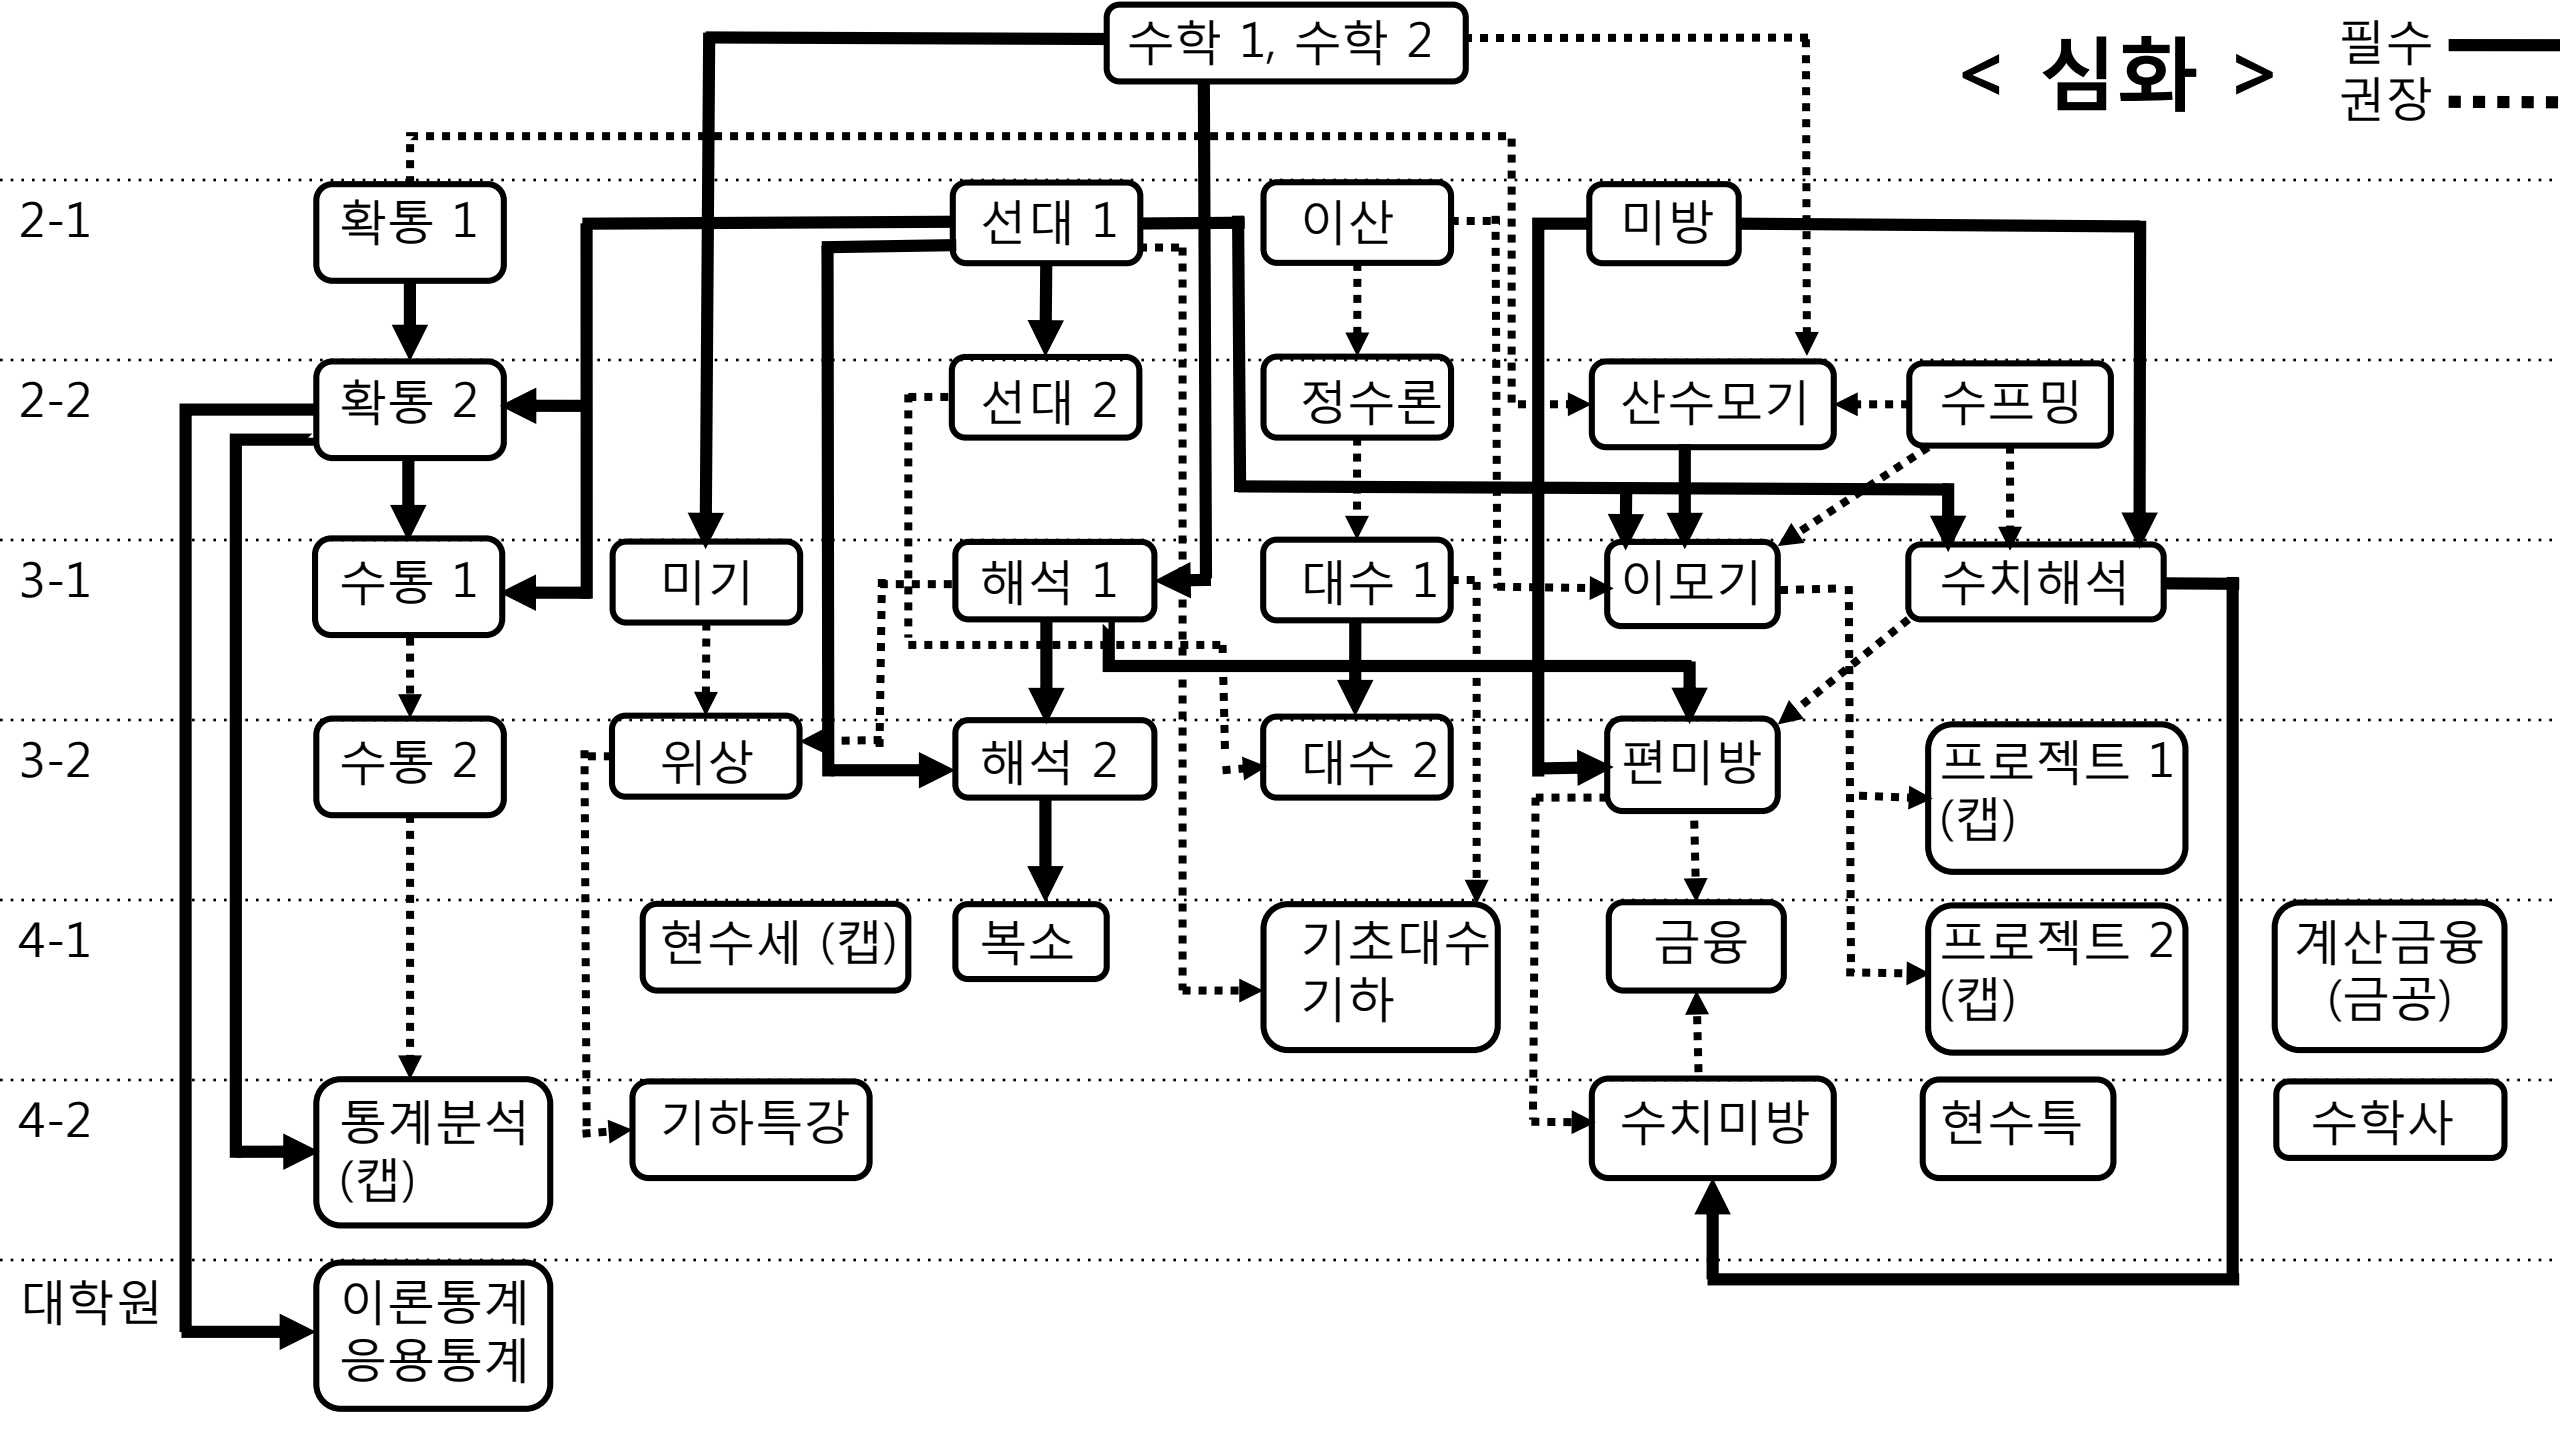 수학 1, 수학 2
< 심화 >
필수
권장
2-1
확통 1
선대 1
이산
미방
2-2
확통 2
선대 2
정수론
산수모기
수프밍
3-1
수통 1
미기
해석 1
대수 1
이모기
수치해석
3-2
수통 2
위상
해석 2
대수 2
편미방
프로젝트 1
(캡)
4-1
현수세 (캡)
복소
기초대수
기하
금융
프로젝트 2
(캡)
계산금융
(금공)
4-2
통계분석
(캡)
기하특강
수치미방
현수특
수학사
대학원
이론통계
응용통계